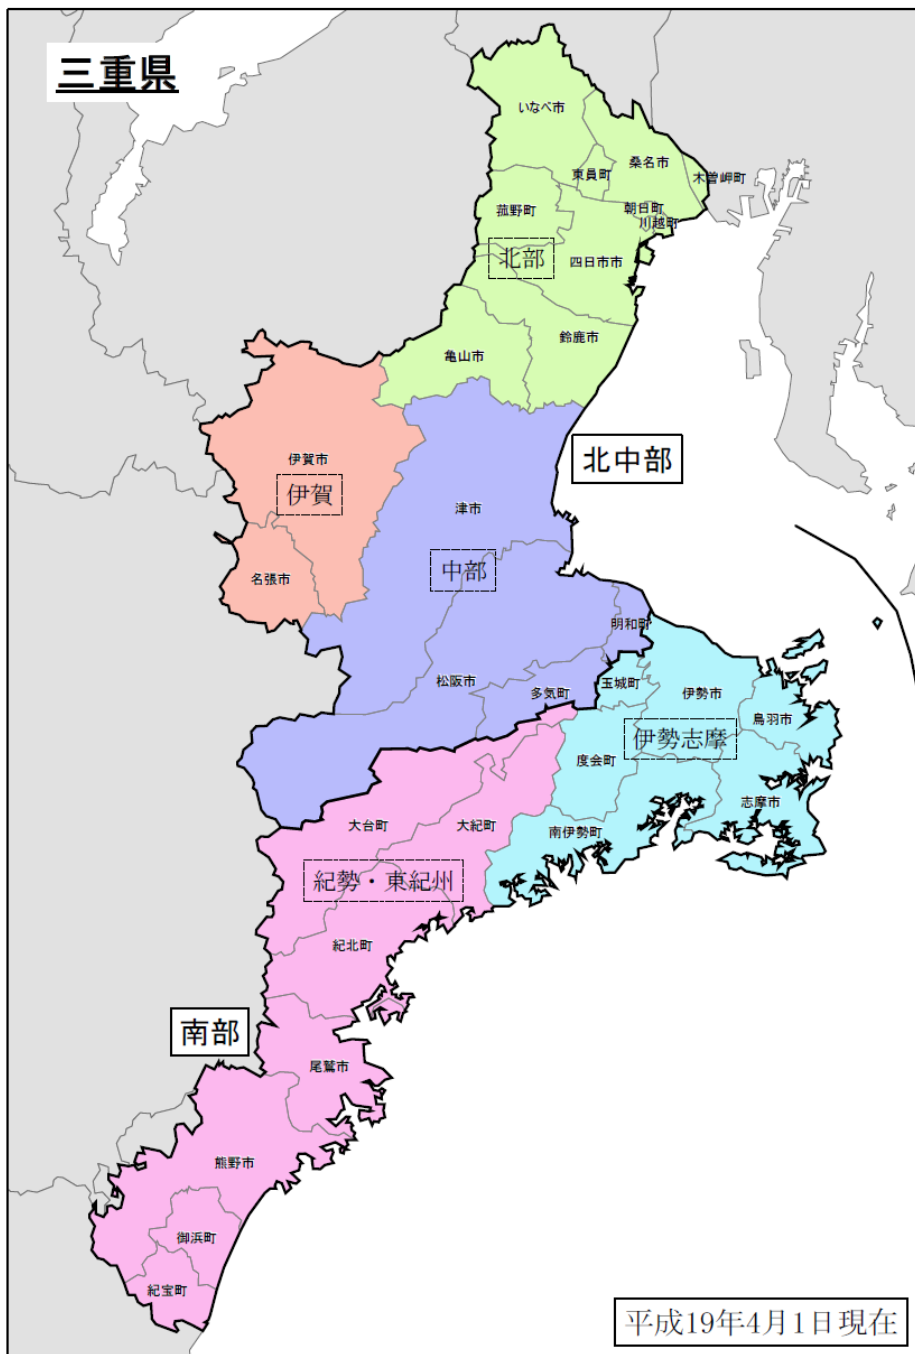 三重県
いなべ市
桑名市
東員町
木曽岬町
菰野町
朝日町
川越町
北部
四日市市
鈴鹿市
亀山市
北中部
伊賀市
伊賀
津市
中部
名張市
明和町
松阪市
多気町
玉城町
伊勢市
鳥羽市
伊勢志摩
度会町
志摩市
大台町
大紀町
南伊勢町
紀勢・東紀州
紀北町
南部
尾鷲市
熊野市
御浜町
紀宝町
平成19年4月1日現在